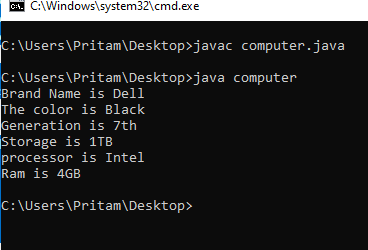 C:\Windows\system32\cmd.exe
C:\Users\Pritam\Desktop>javac computer.java
C:\Users\Pritam\Desktop>java computer
Brand Name is Dell
The color is Black
Generation is 7th
Storage is 1TB
processor is Intel
Ram is 4GB
C:\Users\Pritam\Desktop>